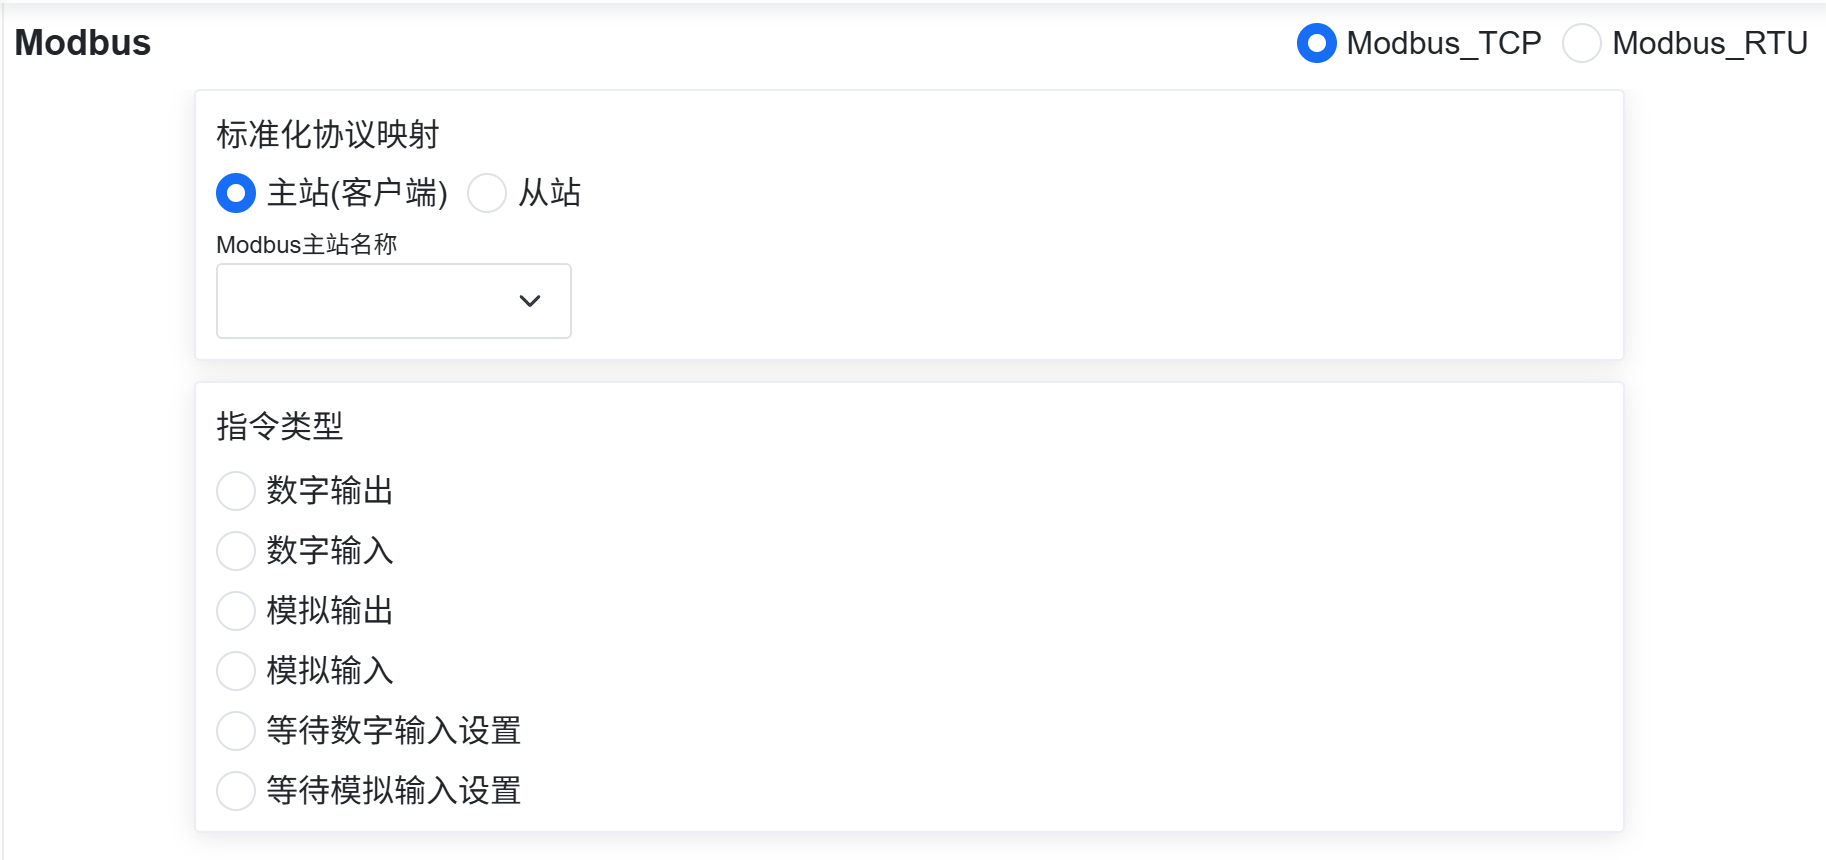 Modbus
Modbus_TCP Modbus_RTU
标准化协议映射
主站(客户端) 从站
Modbus主站名称
指令类型
数字输出
数字输入
模拟输出
模拟输入
等待数字输入设置
等待模拟输入设置